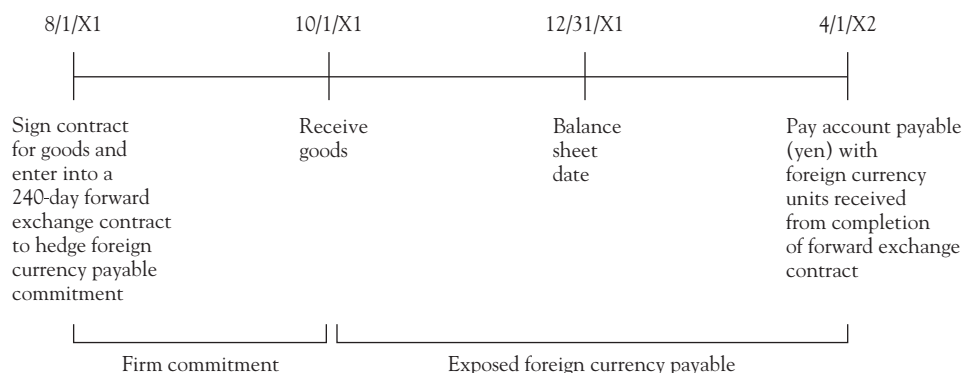 8/1/X1
10/1/X1
12/31/X1
4/1/X2
Sign contract
for goods and
enter into a
240-day forward
exchange contract
to hedge foreign
currency payable
commitment
Receive
goods
Balance
sheet
date
Pay account payable
(yen) with
foreign currency
units received
from completion
of forward exchange
contract
Firm commitment
Exposed foreign currency payable